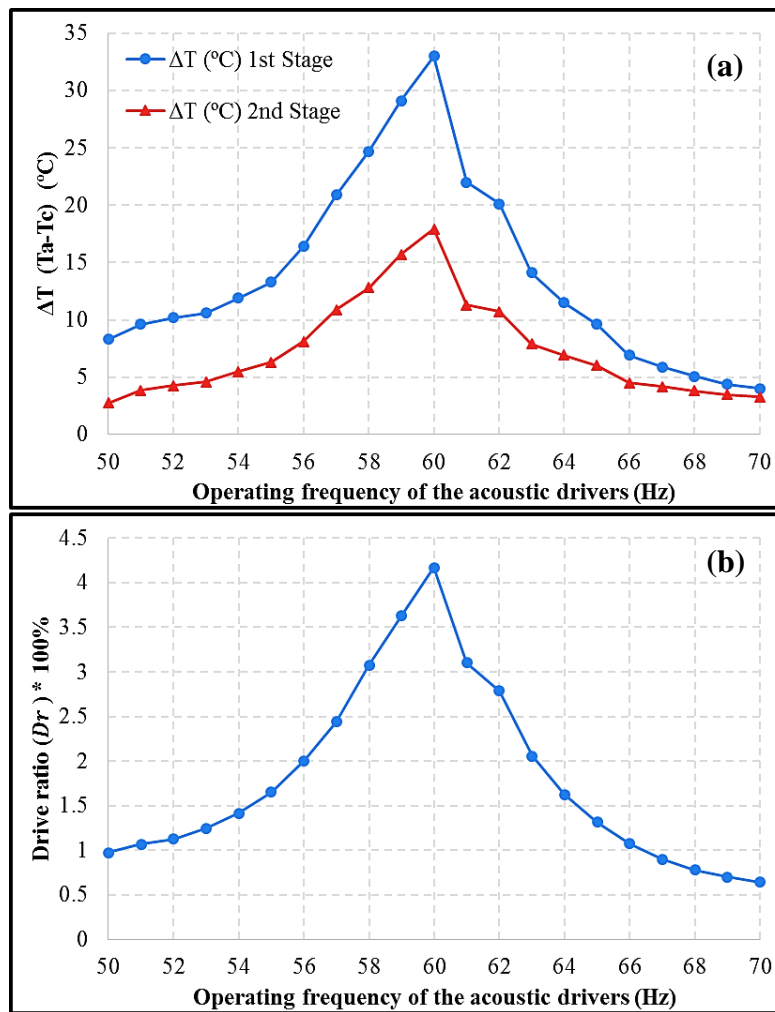 (a)
ΔT (ºC) 1st Stage
ΔT (ºC) 2nd Stage
ΔT (Ta-Tc) (ºC)
35
30
25
20
15
10
5
0
50 52 54 56 58 60 62 64 66 68 70
Operating frequency of the acoustic drivers (Hz)
(b)
Drive ratio (Dr ) * 100%
4.5
4
3.5
3
2.5
2
1.5
1
0.5
0
50 52 54 56 58 60 62 64 66 68 70
Operating frequency of the acoustic drivers (Hz)